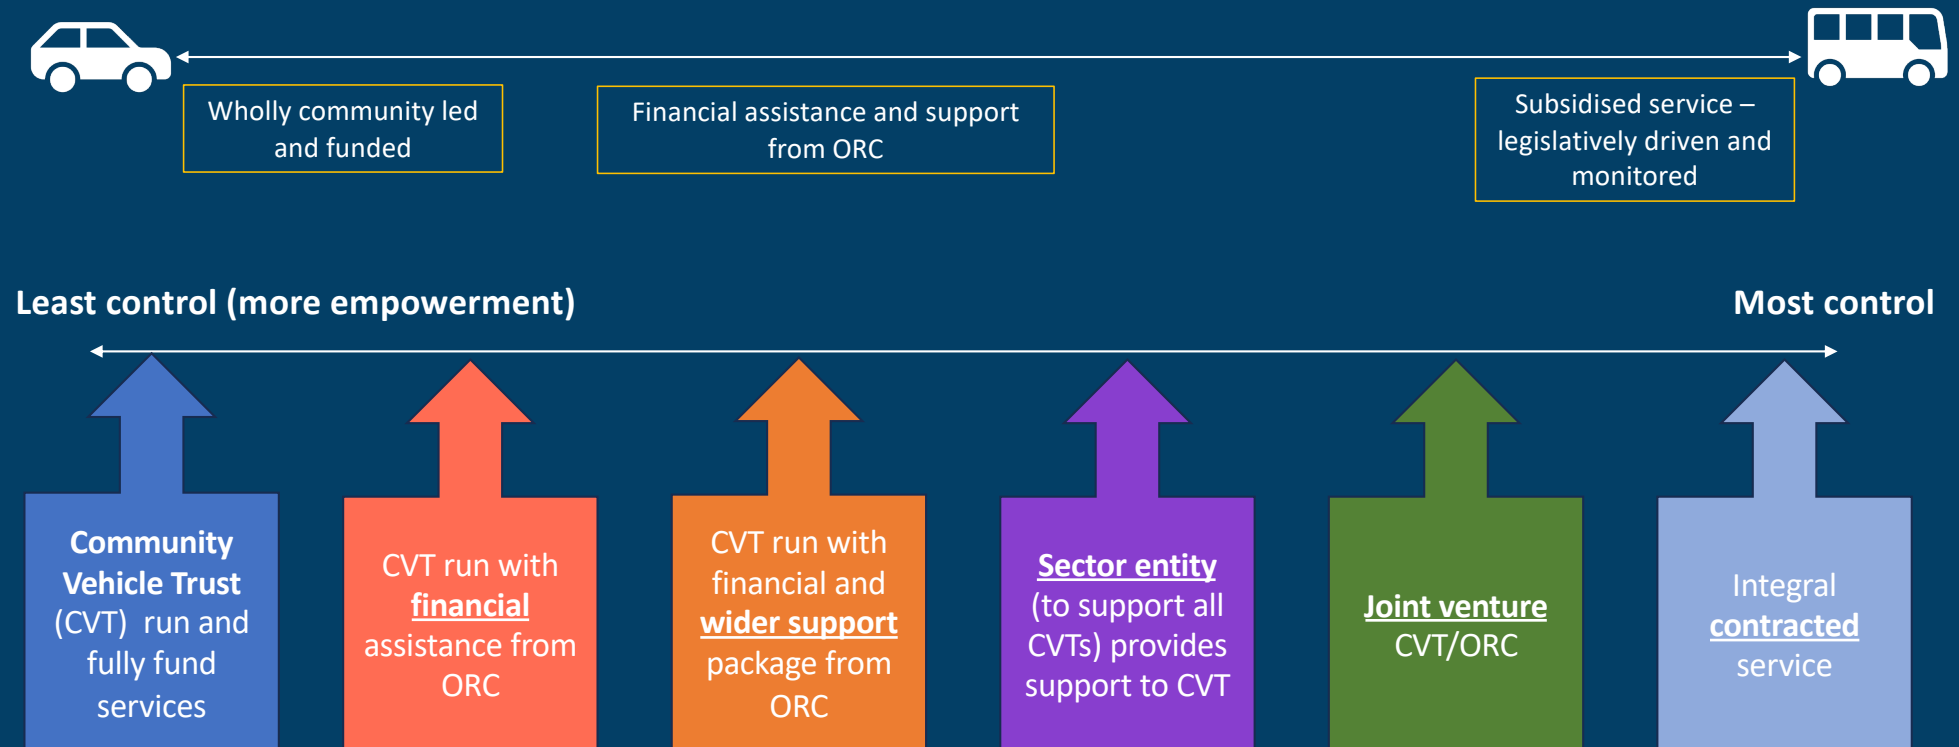 Wholly community led
and funded
Financial assistance and support
from ORC
Subsidised service –
legislatively driven and
monitored
Least control (more empowerment)
Most control
Community
Vehicle Trust
(CVT) run and
fully fund
services
CVT run with
financial
assistance from
ORC
CVT run with
financial and
wider support
package from
ORC
Sector entity
(to support all
CVTs) provides
support to CVT
Joint venture
CVT/ORC
Integral
contracted
service